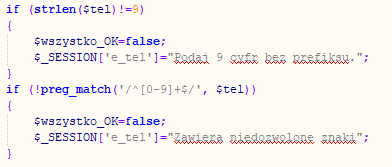 if (strlen($tel)!=9)
{
$wszystko_OK=false;
$_SESSION['e_tel']="Podaj 9 cyfr bez prefiksu.";
}
if (!preg_match('/^[0-9]+$/', $tel))
{
$wszystko_OK=false;
$_SESSION['e_tel']="Zawiera niedozwolone znaki";
}